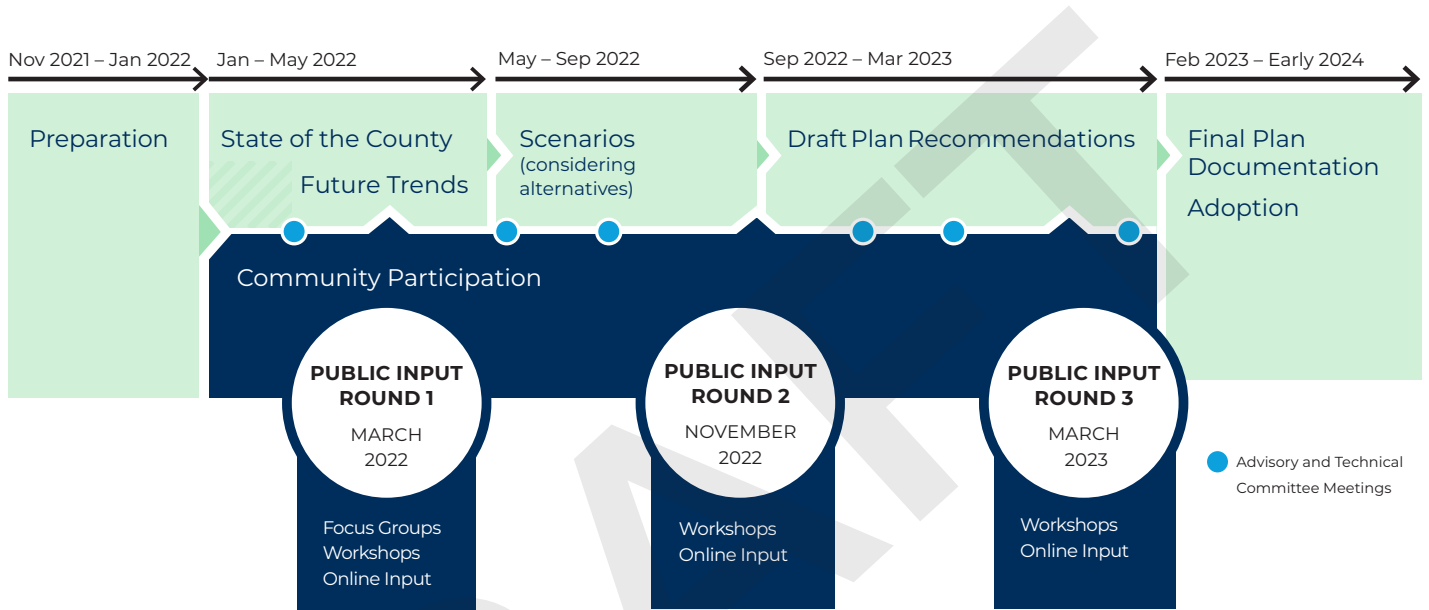 Nov 2021 – Jan 2022
Jan – May 2022
May – Sep 2022
Sep 2022 – Mar 2023
Feb 2023 – Early 2024
Preparation
State of the County
Future Trends
Scenarios
(considering
alternatives)
Draft Plan Recommendations
Final Plan
Documentation
Adoption
Community Participation
PUBLIC INPUT
ROUND 1
MARCH
2022
Focus Groups
Workshops
Online Input
PUBLIC INPUT
ROUND 2
NOVEMBER
2022
Workshops
Online Input
PUBLIC INPUT
ROUND 3
MARCH
2023
Workshops
Online Input
Advisory and Technical
Committee Meetings
AFT